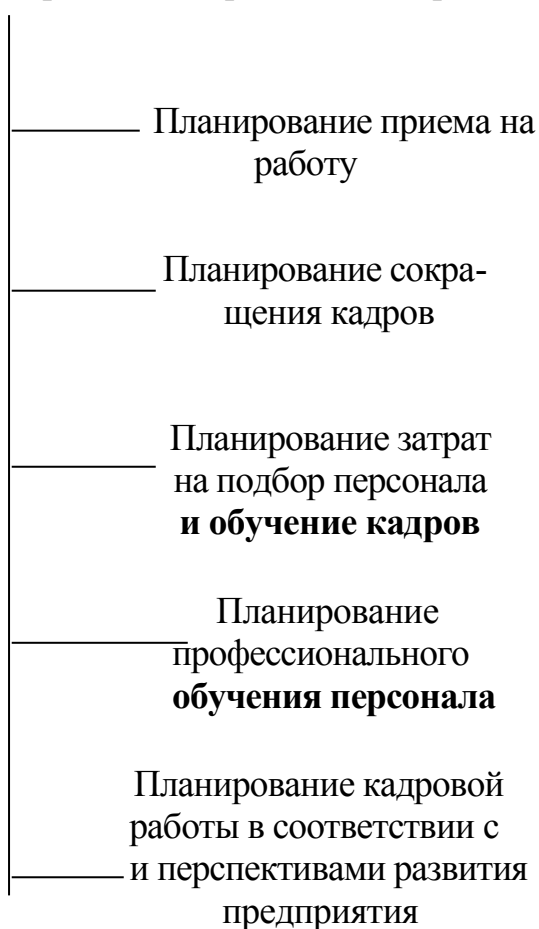 Планирование приема на
работу
Планирование сокра-
щения кадров
Планирование затрат
на подбор персонала
и обучение кадров
Планирование
профессионального
обучения персонала
Планирование кадровой
работы в соответствии с
и перспективами развития
предприятия